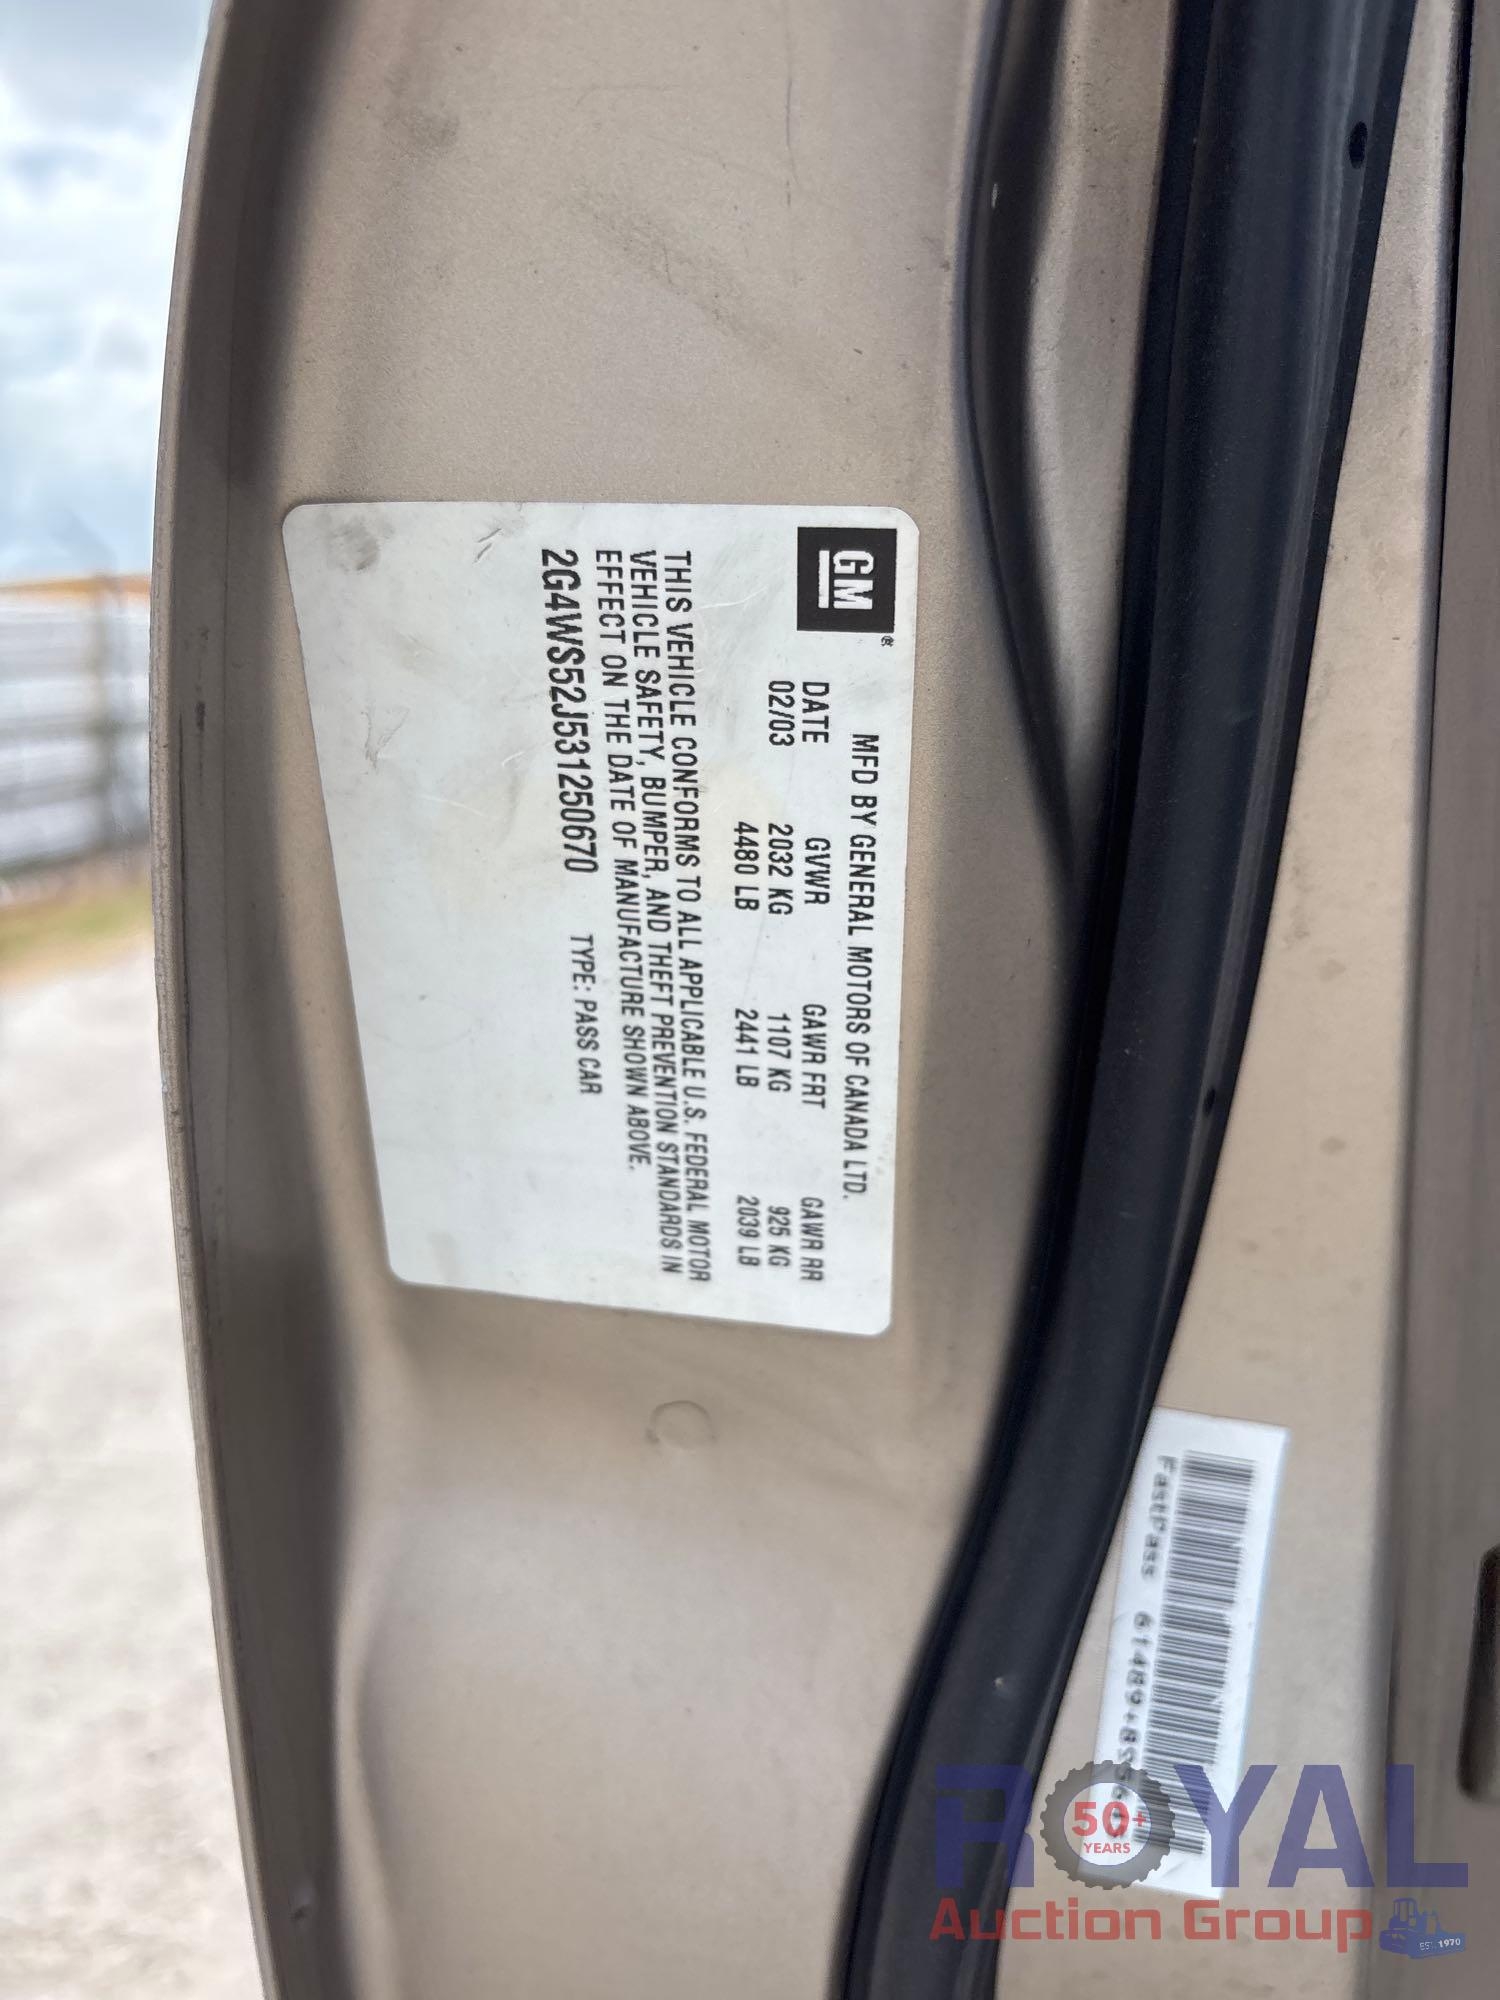 GM®
MFD BY GENERAL MOTORS OF CANADA LTD.
DATE GVWR GAWR FRT GAWR RR
02/03 2032 KG 1107 KG 925 KG
4480 LB 2441 LB 2039 LB
THIS VEHICLE CONFORMS TO ALL APPLICABLE U.S. FEDERAL MOTOR
VEHICLE SAFETY, BUMPER, AND THEFT PREVENTION STANDARDS IN
EFFECT ON THE DATE OF MANUFACTURE SHOWN ABOVE.
2G4WS52J531250670 TYPE: PASS CAR
FastPass
ROYAL
50+
YEARS
Auction Group
EST. 1970